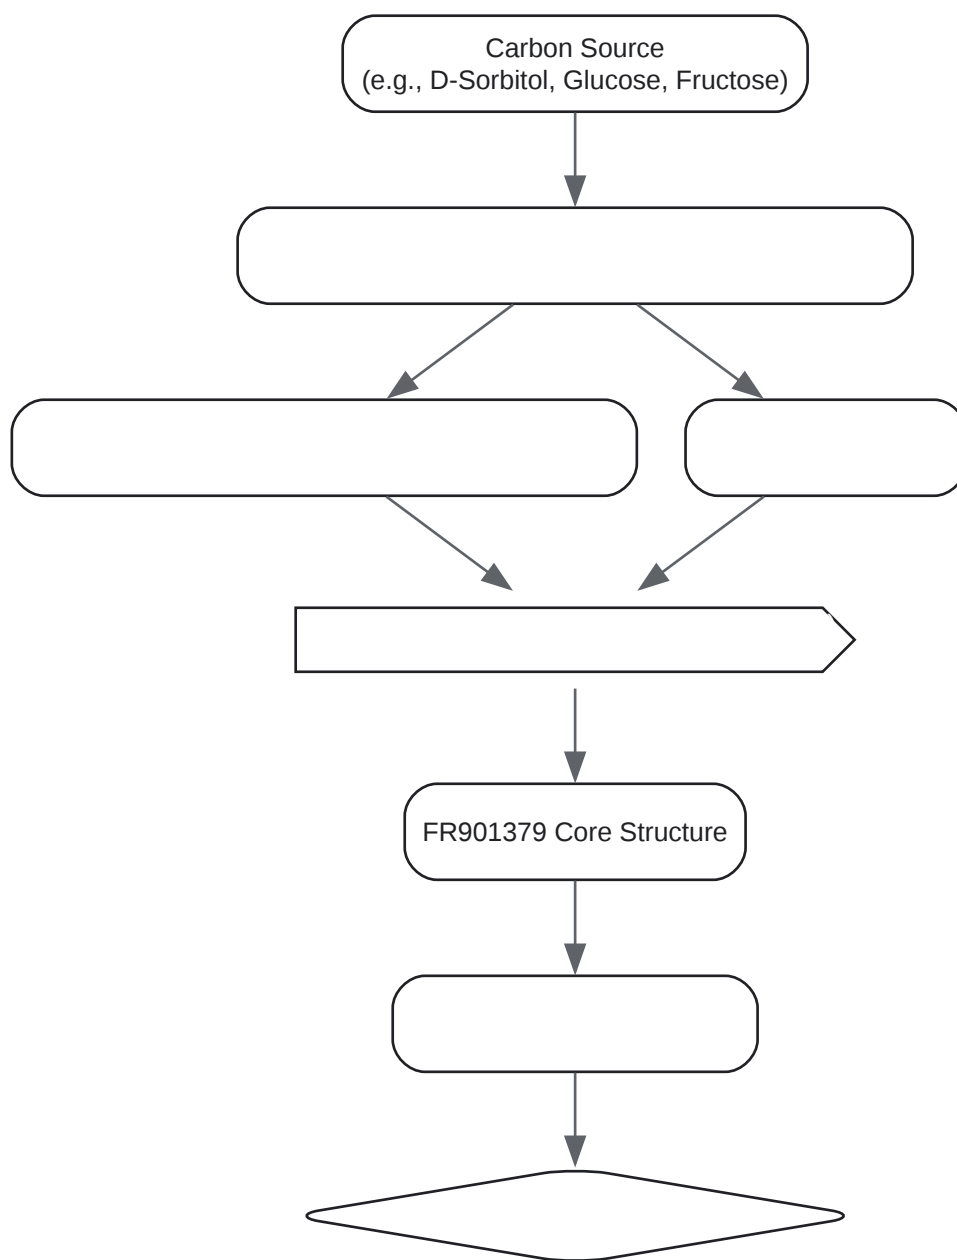 Carbon Source
(e.g., D-Sorbitol, Glucose, Fructose)
FR901379 Core Structure